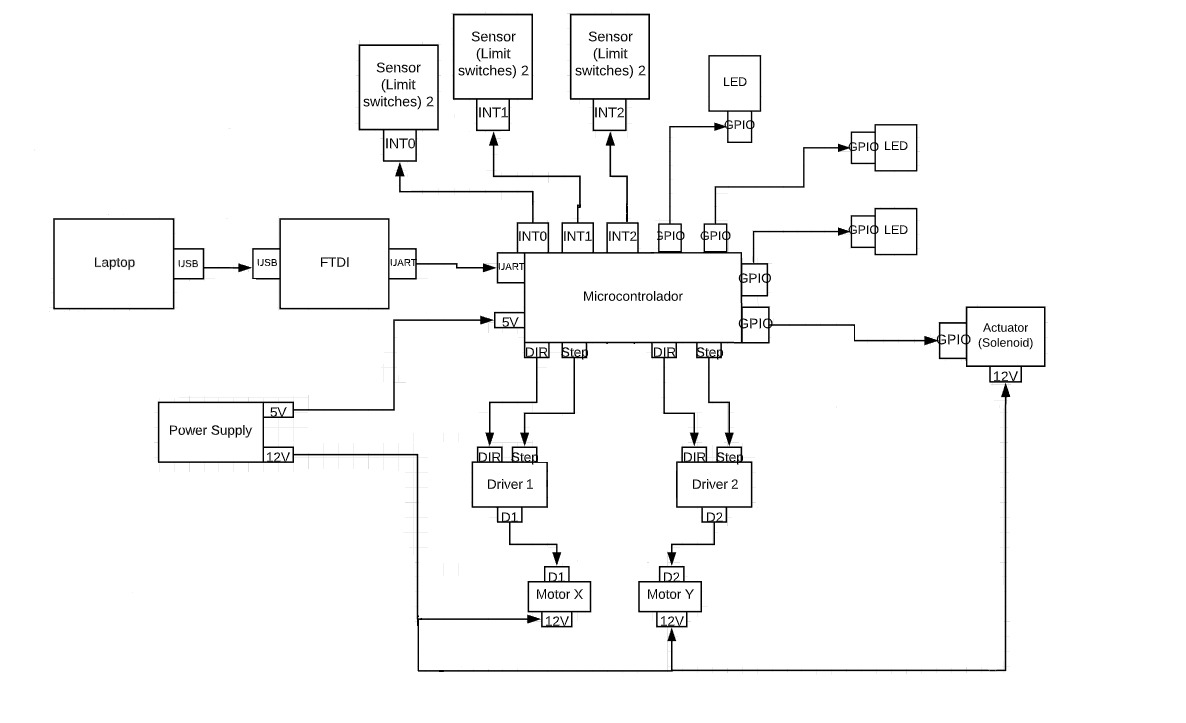 Sensor
(Limit
switches) 2
INT0
Sensor
(Limit
switches) 2
INT1
Sensor
(Limit
switches) 2
INT2
LED
GPIO
GPIO
LED
GPIO
LED
Laptop
USB
USB
FTDI
UART
UART
INT0
INT1
INT2
GPIO
GPIO
Microcontrolador
GPIO
GPIO
5V
DIR
Step
DIR
Step
GPIO
Actuator
(Solenoid)
12V
Power Supply
5V
12V
DIR
Step
Driver 1
D1
DIR
Step
Driver 2
D2
D1
Motor X
12V
D2
Motor Y
12V